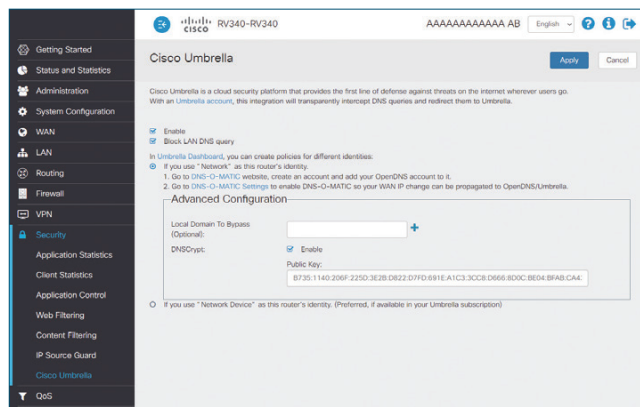 cisco RV340-RV340
AAAAAAAAAAAA AB English
Getting Started
Status and Statistics
Administration
System Configuration
WAN
LAN
Routing
Firewall
VPN
Security
Application Statistics
Client Statistics
Application Control
Web Filtering
Content Filtering
IP Source Guard
Cisco Umbrella
QoS
Cisco Umbrella
Apply
Cancel
Cisco Umbrella is a cloud security platform that provides the first line of defense against threats on the internet wherever users go.
With an Umbrella account, this integration will transparently intercept DNS queries and redirect them to Umbrella.
Enable
Block LAN DNS query
In Umbrella Dashboard, you can create policies for different identities:
If you use "Network" as this router's identity.
1. Go to DNS-O-MATIC website, create an account and add your OpenDNS account to it.
2. Go to DNS-O-MATIC Settings to enable DNS-O-MATIC so your WAN IP change can be propagated to OpenDNS/Umbrella.
Advanced Configuration
Local Domain To Bypass
(Optional):
DNSCrypt:
Enable
Public Key:
B735:1140:206F:225D:3E2B:D822:D7FD:691E:A1C3:3CC8:D666:8D0C:BE04:BFAB:CA43
If you use "Network Device" as this router's identity. (Preferred, if available in your Umbrella subscription)